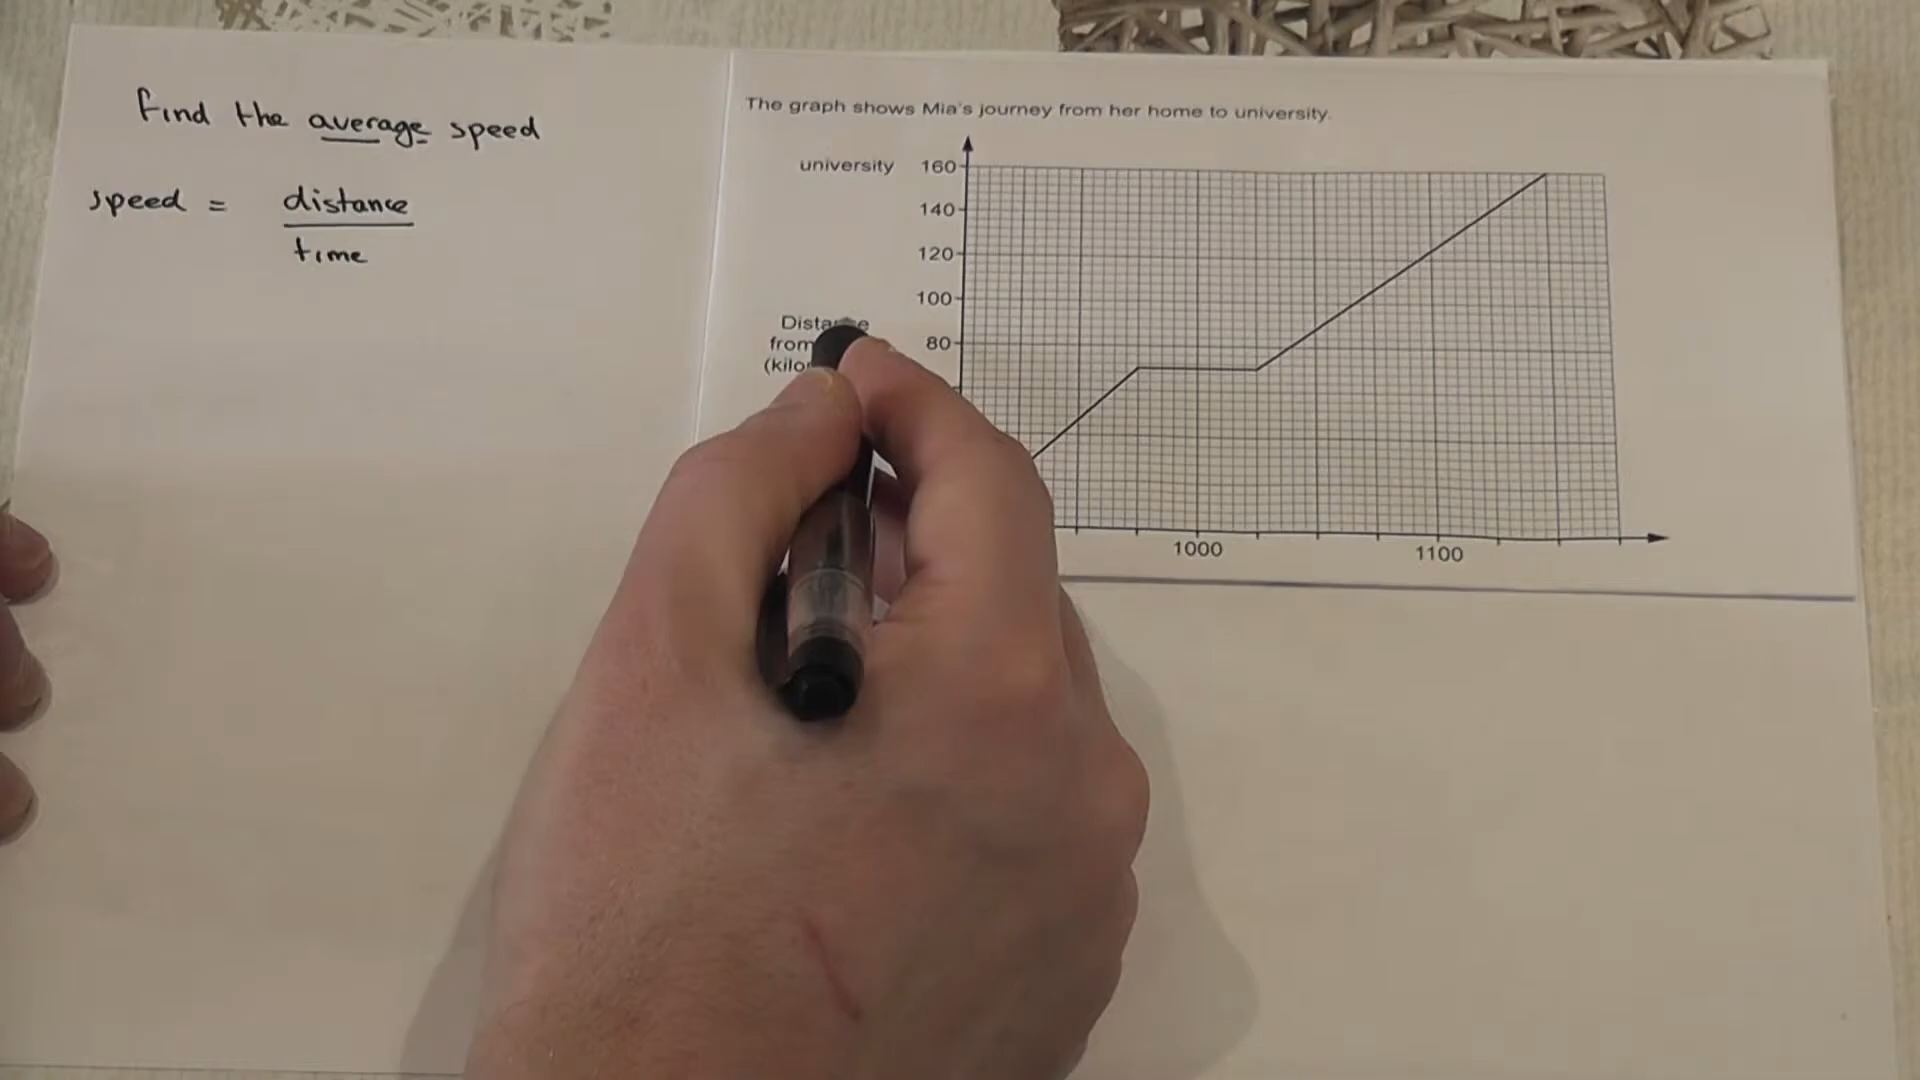 Find the average speed
speed = distance
time
The graph shows Mia's journey from her home to university.
university 160
140
120
100
80
from
1000 1100